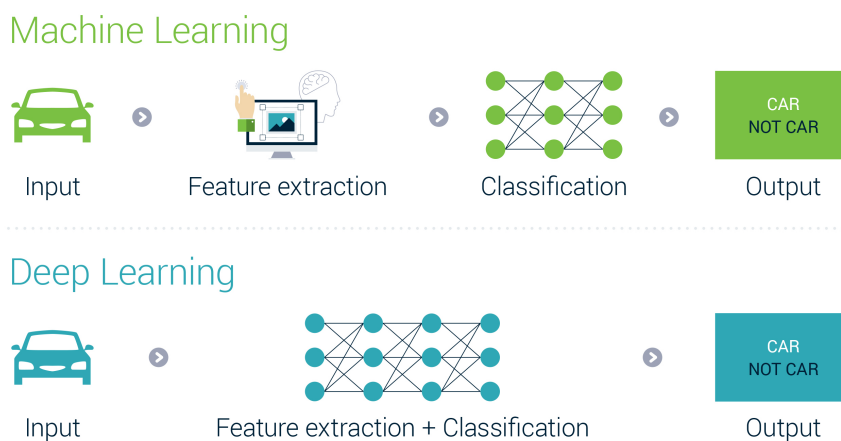 Machine Learning
CAR
NOT CAR
Input
Feature extraction
Classification
Output
Deep Learning
CAR
NOT CAR
Input
Feature extraction + Classification
Output